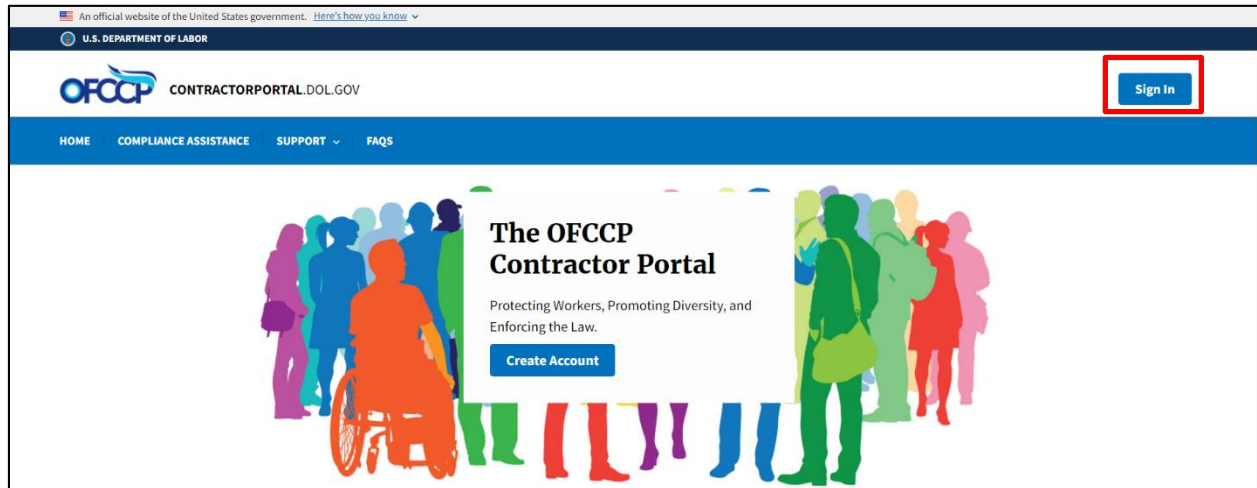 An official website of the United States government. Here's how you know
U.S. DEPARTMENT OF LABOR
OFCCP CONTRACTORPORTAL.DOL.GOV
Sign In
HOME COMPLIANCE ASSISTANCE SUPPORT FAQS
The OFCCP
Contractor Portal
Protecting Workers, Promoting Diversity, and
Enforcing the Law.
Create Account